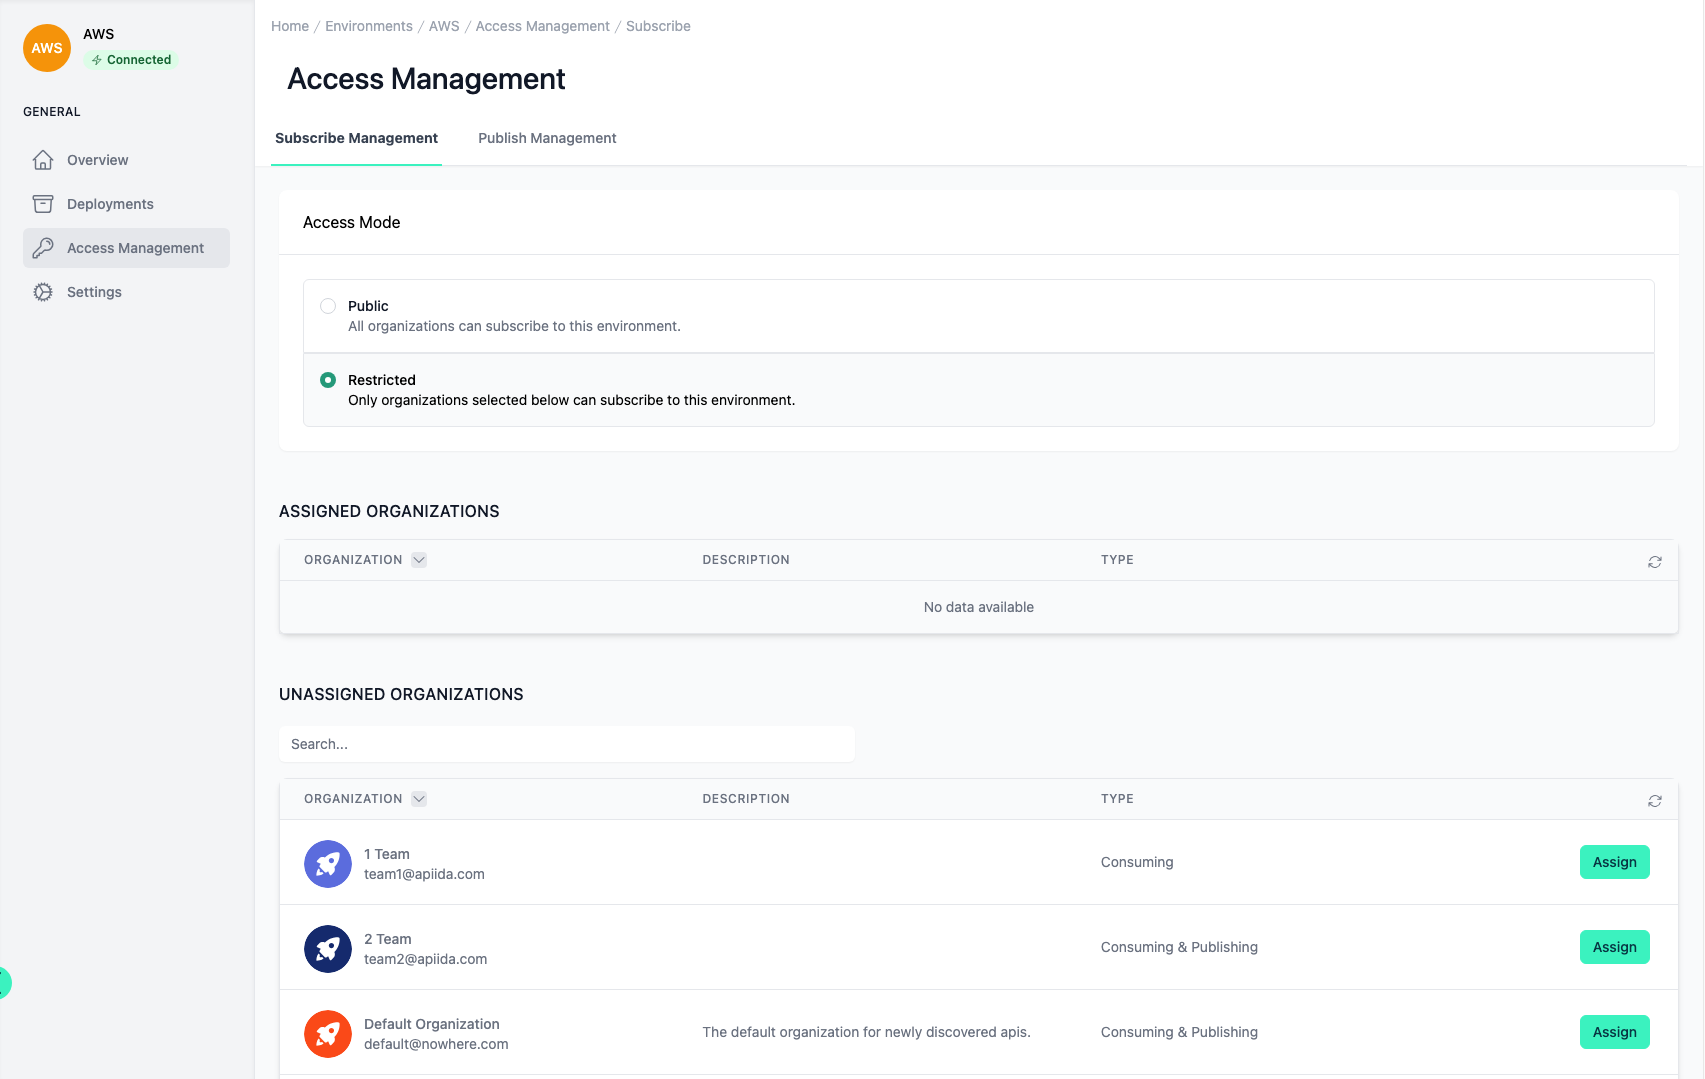 AWS
AWS
Connected
GENERAL
Overview
Deployments
Access Management
Settings
Home / Environments / AWS / Access Management / Subscribe
Access Management
Subscribe Management
Publish Management
Access Mode
Public
All organizations can subscribe to this environment.
Restricted
Only organizations selected below can subscribe to this environment.
ASSIGNED ORGANIZATIONS
ORGANIZATION DESCRIPTION TYPE
No data available
UNASSIGNED ORGANIZATIONS
Search...
ORGANIZATION DESCRIPTION TYPE
1 Team
team1@apiida.com
Consuming
Assign
2 Team
team2@apiida.com
Consuming & Publishing
Assign
Default Organization
default@nowhere.com
The default organization for newly discovered apis.
Consuming & Publishing
Assign